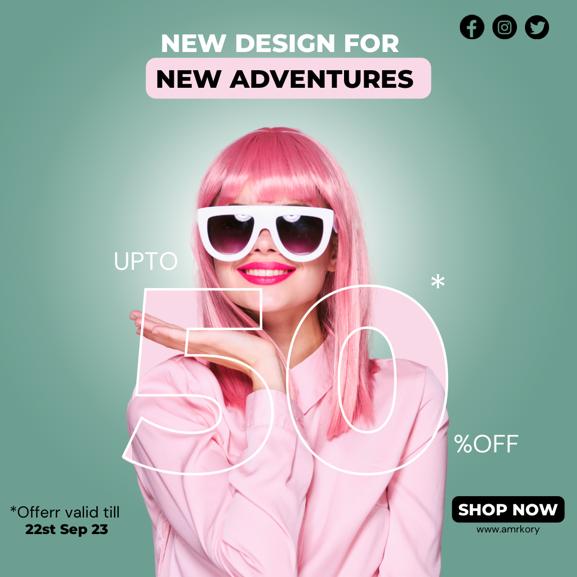 NEW DESIGN FOR
NEW ADVENTURES
UPTO
50*
%OFF
*Offerr valid till
22st Sep 23
SHOP NOW
www.amrkory